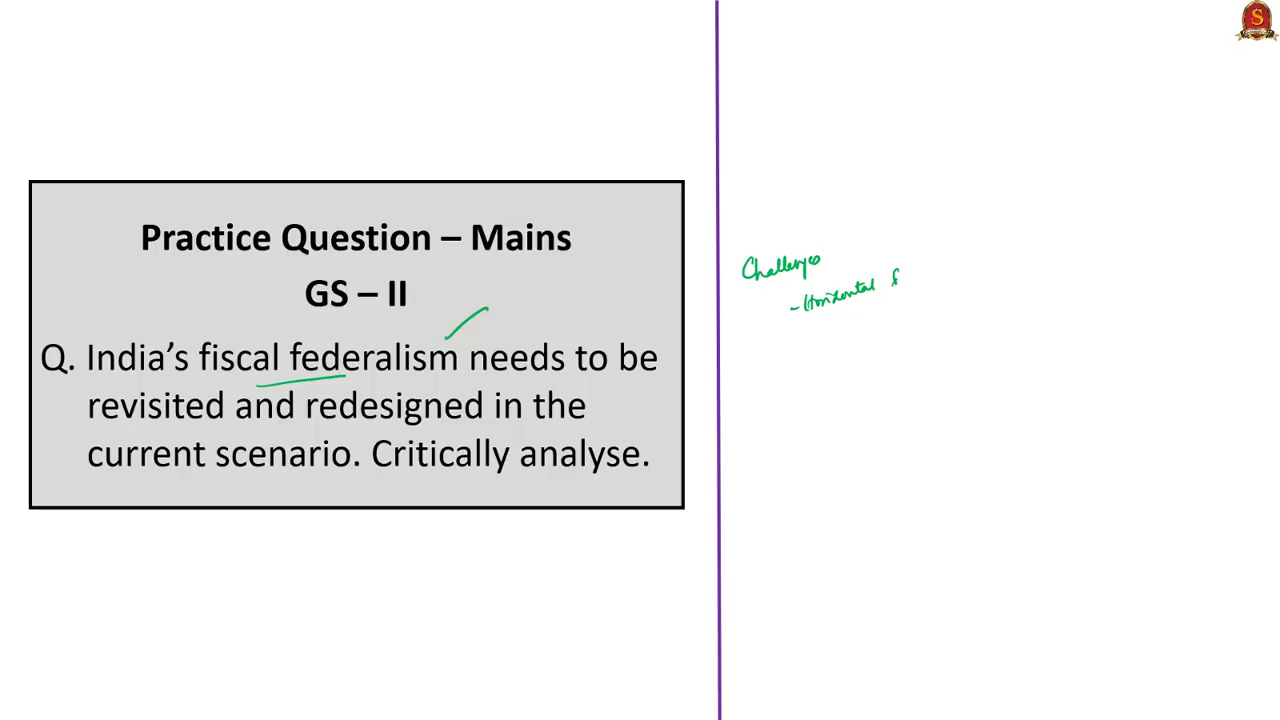 Practice Question – Mains
GS – II
Q. India's fiscal federalism needs to be
revisited and redesigned in the
current scenario. Critically analyse.
Challenges
- Horizontal &
S